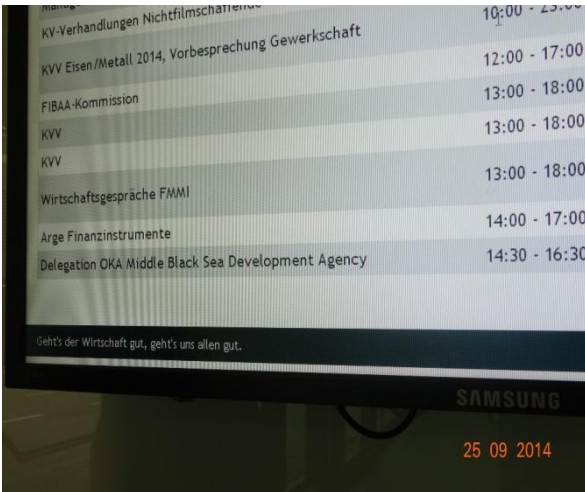 KV-Verhandlungen
10:00 -
KVV Eisen/Metall 2014, Vorbesprechung Gewerkschaft
12:00 - 17:00
FIBAA-Kommission
13:00 - 18:00
KVV
13:00 - 18:00
KVV
Wirtschaftsgespräche FMMI
13:00 - 18:00
Arge Finanzinstrumente
14:00 - 17:00
Delegation OKA Middle Black Sea Development Agency
14:30 - 16:30
Geht's der Wirtschaft gut, geht's uns allen gut.
SAMSUNG
25 09 2014